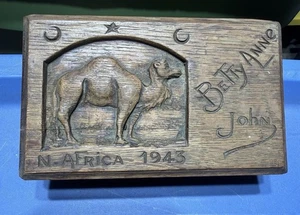 Betty Anne
John
N-AFRICA 1943